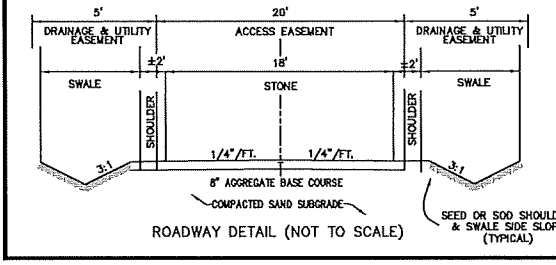 5' 20' 5'
DRAINAGE & UTILITY ACCESS EASEMENT DRAINAGE & UTILITY
EASEMENT EASEMENT
±2' 18' ±2'
SWALE STONE SWALE
SHOULDER SHOULDER
3:1 1/4"/FT. 1/4"/FT. 3:1
8" AGGREGATE BASE COURSE
COMPACTED SAND SUBGRADE
SEED OR SOD SHOULD
& SWALE SIDE SLOP
(TYPICAL)
ROADWAY DETAIL (NOT TO SCALE)